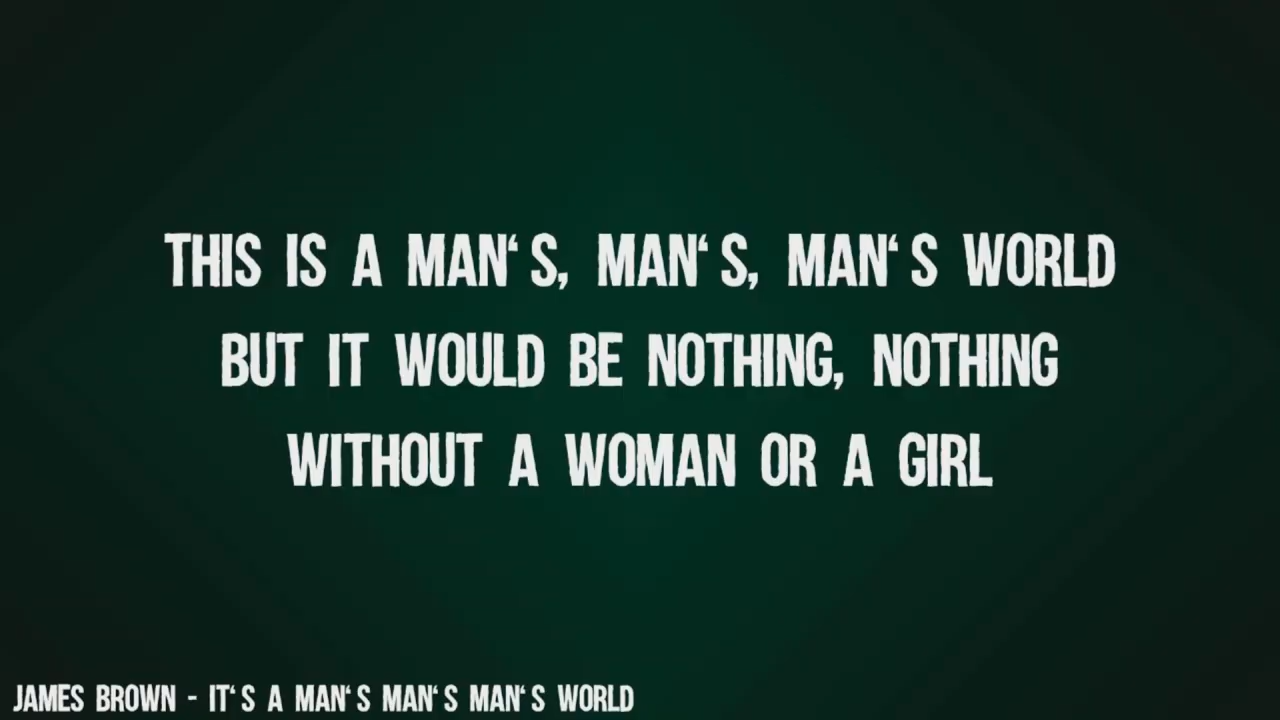 THIS IS A MAN‘S, MAN‘S, MAN‘S WORLD
BUT IT WOULD BE NOTHING, NOTHING
WITHOUT A WOMAN OR A GIRL
JAMES BROWN - IT‘S A MAN‘S MAN‘S MAN‘S WORLD